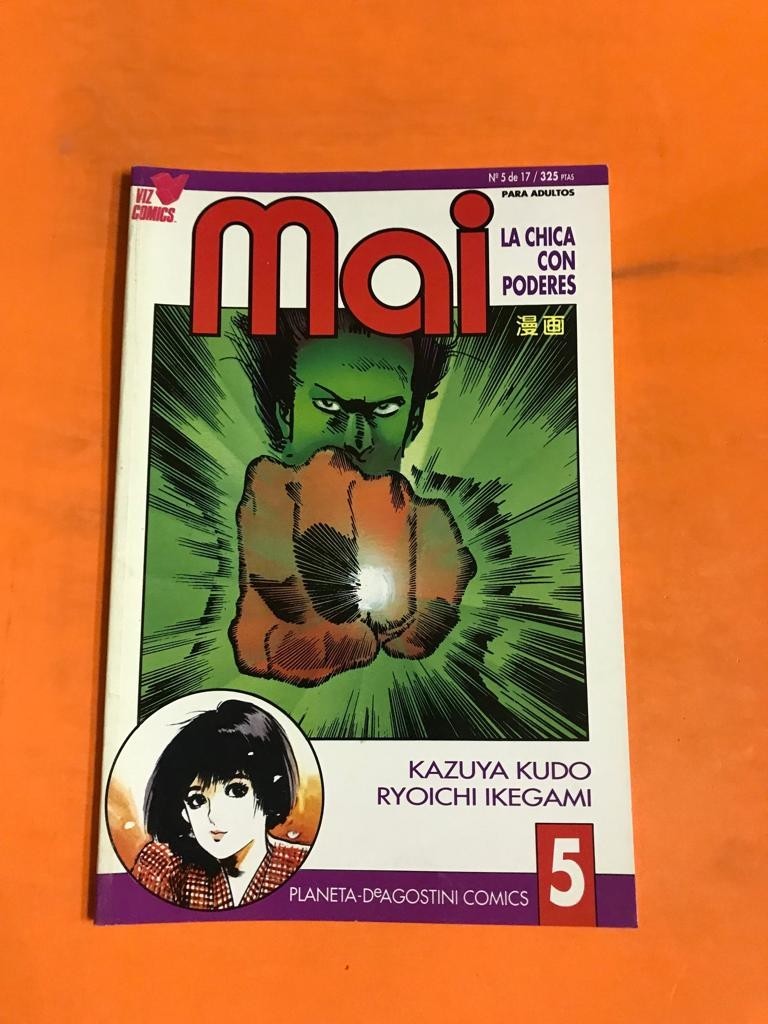 Nº 5 de 17 / 325 PTAS
VIZ
COMICS™
PARA ADULTOS
mai
LA CHICA
CON
PODERES
漫画
KAZUYA KUDO
RYOICHI IKEGAMI
PLANETA-DeAGOSTINI COMICS
5